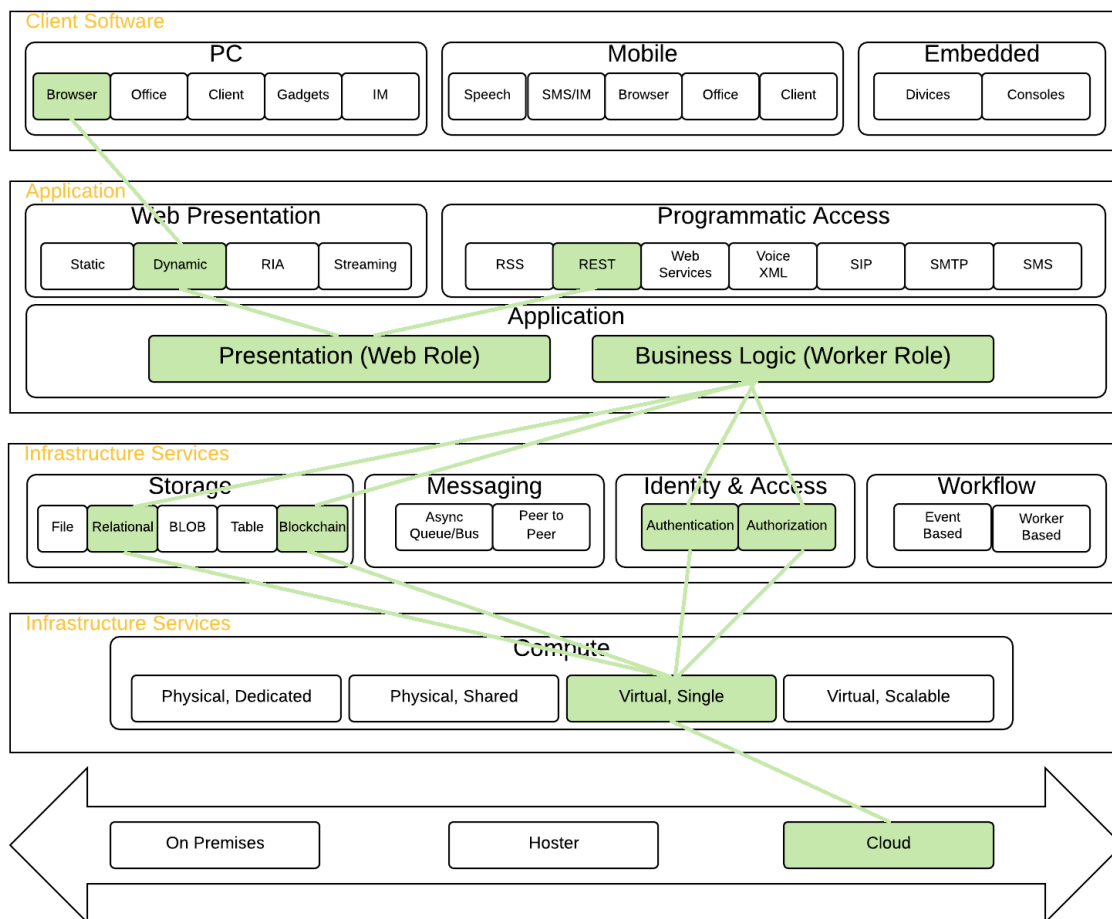 Client Software
PC
Mobile
Embedded
Browser
Office
Client
Gadgets
IM
Speech
SMS/IM
Browser
Office
Client
Divices
Consoles
Application
Web Presentation
Programmatic Access
Static
Dynamic
RIA
Streaming
RSS
REST
Web
Services
Voice
XML
SIP
SMTP
SMS
Application
Presentation (Web Role)
Business Logic (Worker Role)
Infrastructure Services
Storage
Messaging
Identity & Access
Workflow
File
Relational
BLOB
Table
Blockchain
Async
Queue/Bus
Peer to
Peer
Authentication
Authorization
Event
Based
Worker
Based
Infrastructure Services
Compute
Physical, Dedicated
Physical, Shared
Virtual, Single
Virtual, Scalable
On Premises
Hoster
Cloud